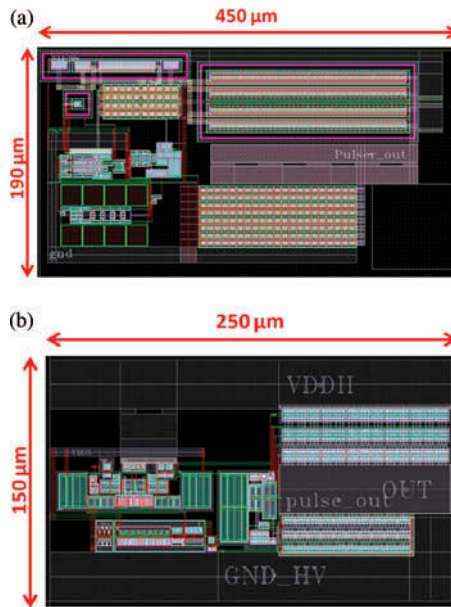 (a)
450 µm
190 µm
Pulser_out
gnd
(b)
250 µm
150 µm
VDDH
OUT
pulse_out
GND_HV